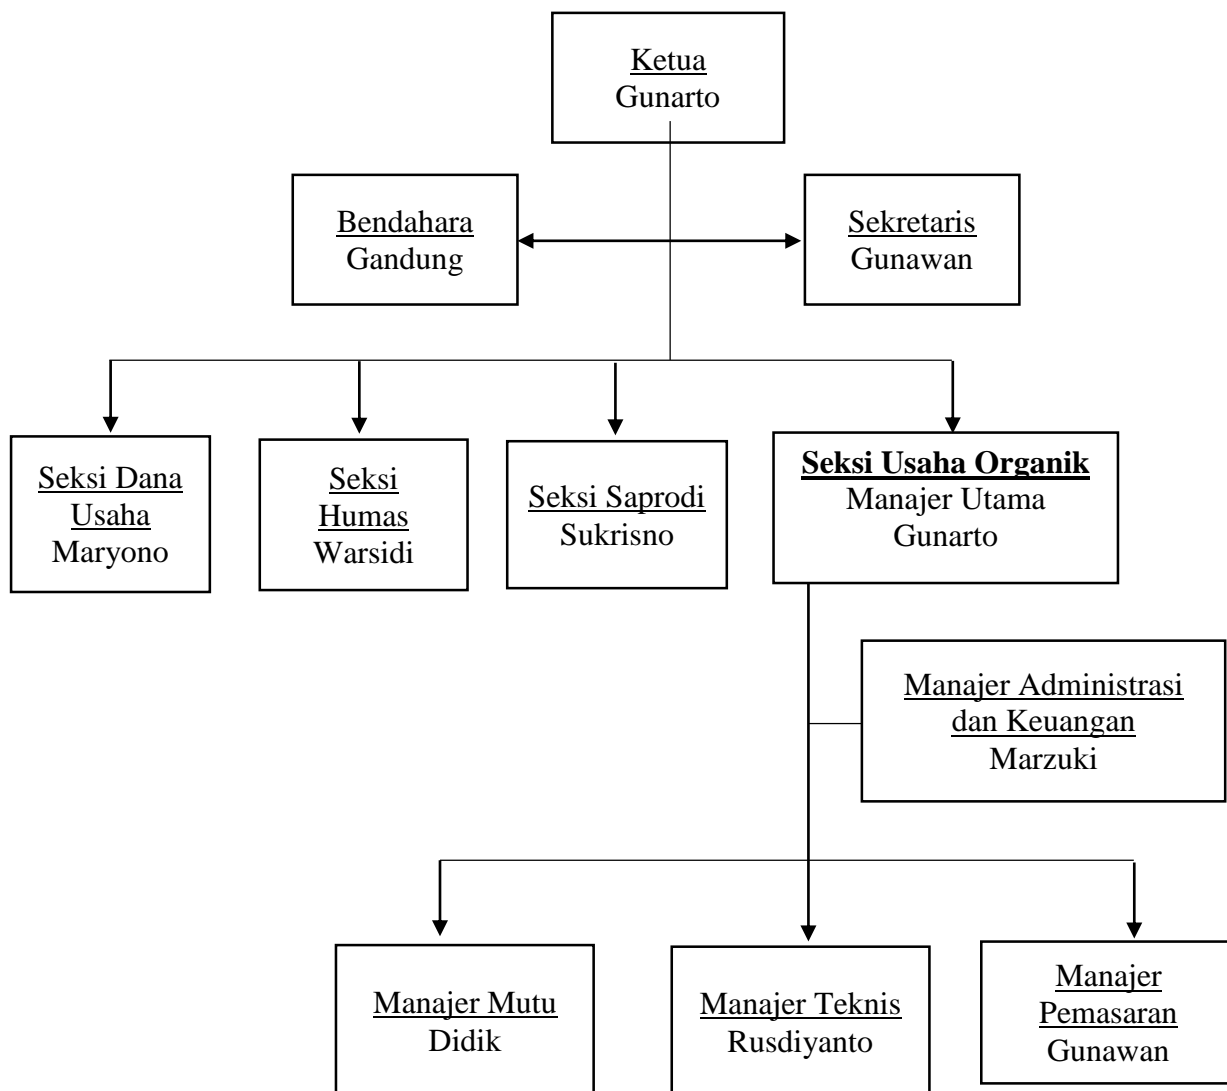 Ketua
Gunarto
Bendahara
Gandung
Sekretaris
Gunawan
Seksi Dana
Usaha
Maryono
Seksi
Humas
Warsidi
Seksi Saprodi
Sukrisno
Seksi Usaha Organik
Manajer Utama
Gunarto
Manajer Administrasi
dan Keuangan
Marzuki
Manajer Mutu
Didik
Manajer Teknis
Rusdiyanto
Manajer
Pemasaran
Gunawan